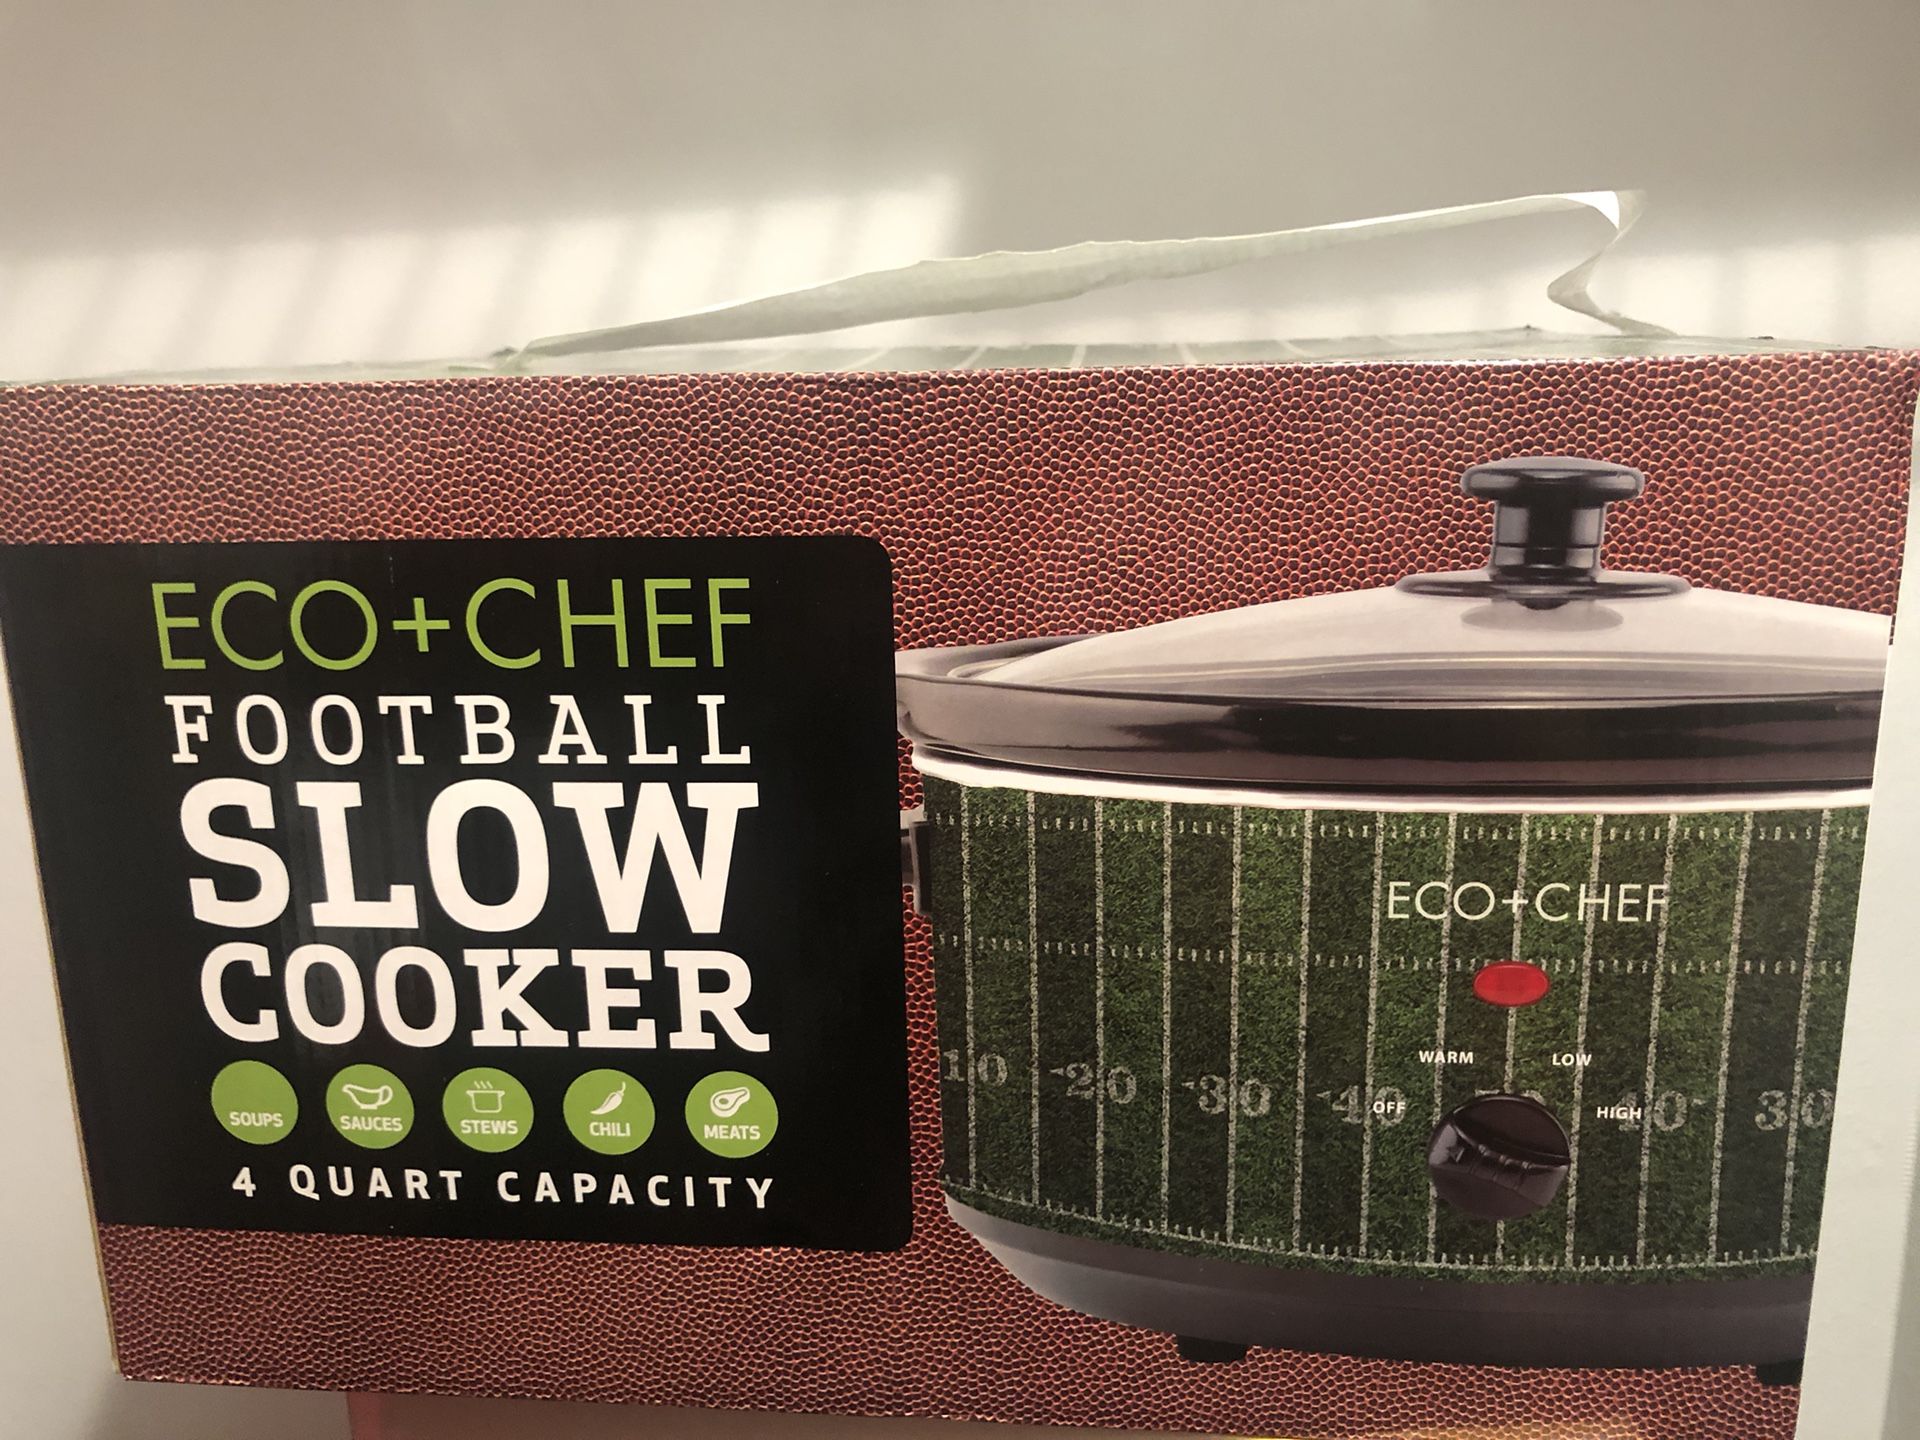 ECO+CHEF
FOOTBALL
SLOW
COOKER
SOUPS
SAUCES
STEWS
CHILI
MEATS
4 QUART CAPACITY
ECO+CHEF
WARM LOW
OFF HIGH
10 20 30 40 40 30